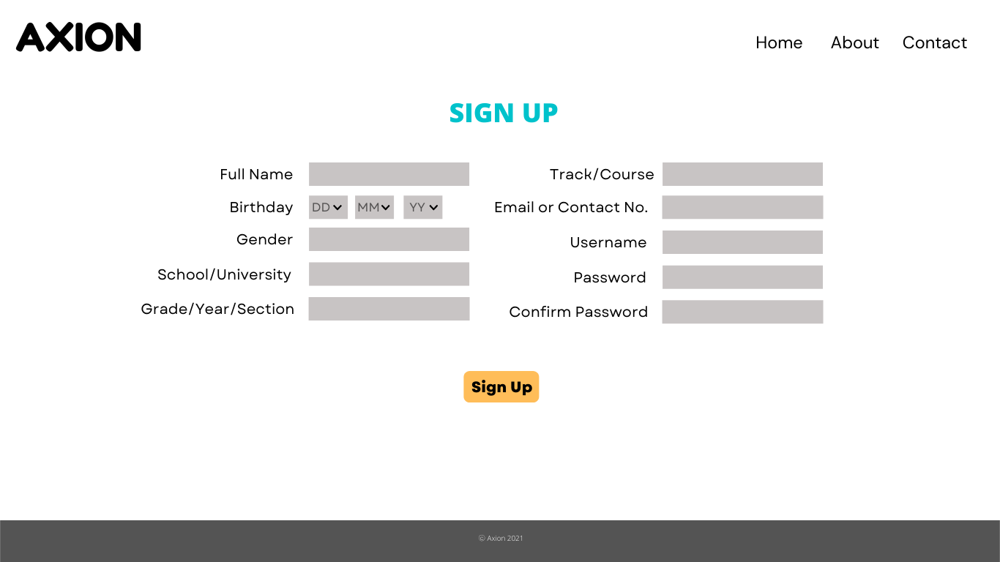 AXION
Home About Contact
SIGN UP
Full Name
Birthday DD MM YY
Gender
School/University
Grade/Year/Section
Track/Course
Email or Contact No.
Username
Password
Confirm Password
Sign Up
© Axion 2021